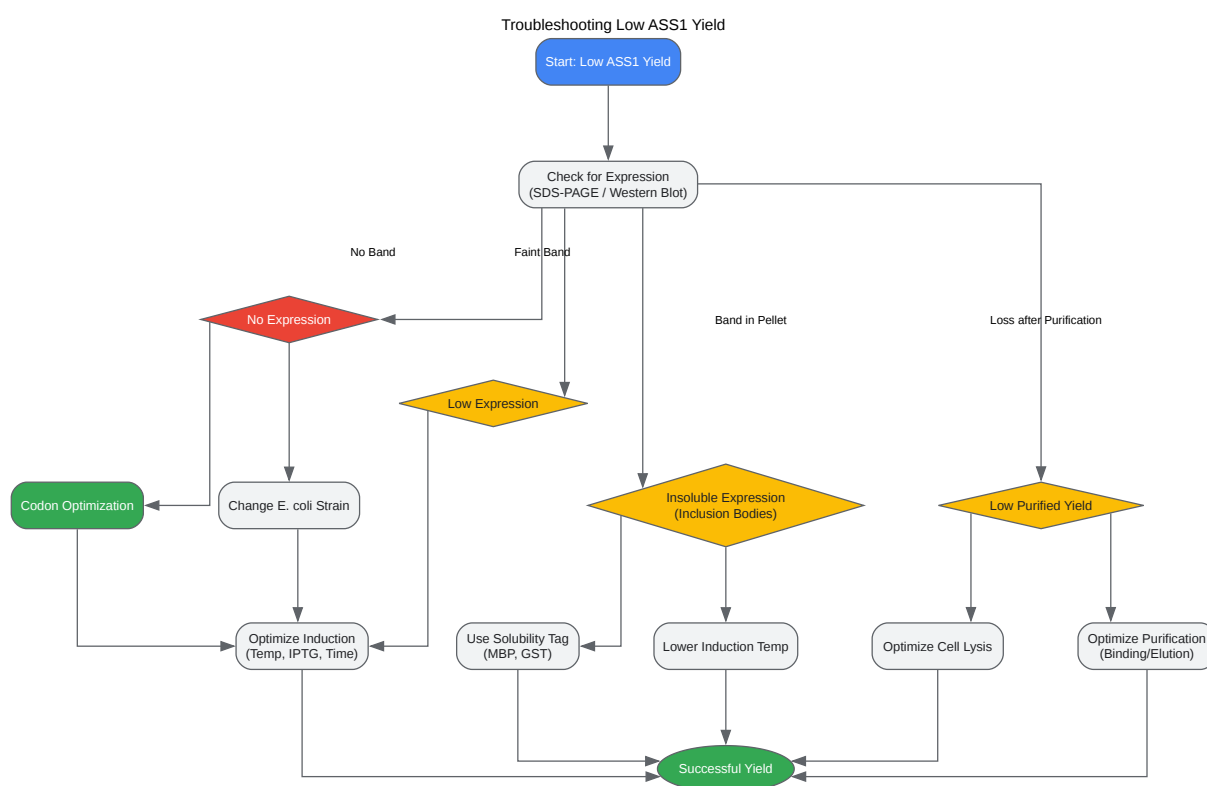 Troubleshooting Low ASS1 Yield
Start: Low ASS1 Yield
Check for Expression
(SDS-PAGE / Western Blot)
No Band
Faint Band
No Expression
Band in Pellet
Loss after Purification
Low Expression
Codon Optimization
Change E. coli Strain
Insoluble Expression
(Inclusion Bodies)
Low Purified Yield
Optimize Induction
(Temp, IPTG, Time)
Use Solubility Tag
(MBP, GST)
Lower Induction Temp
Optimize Cell Lysis
Optimize Purification
(Binding/Elution)
Successful Yield